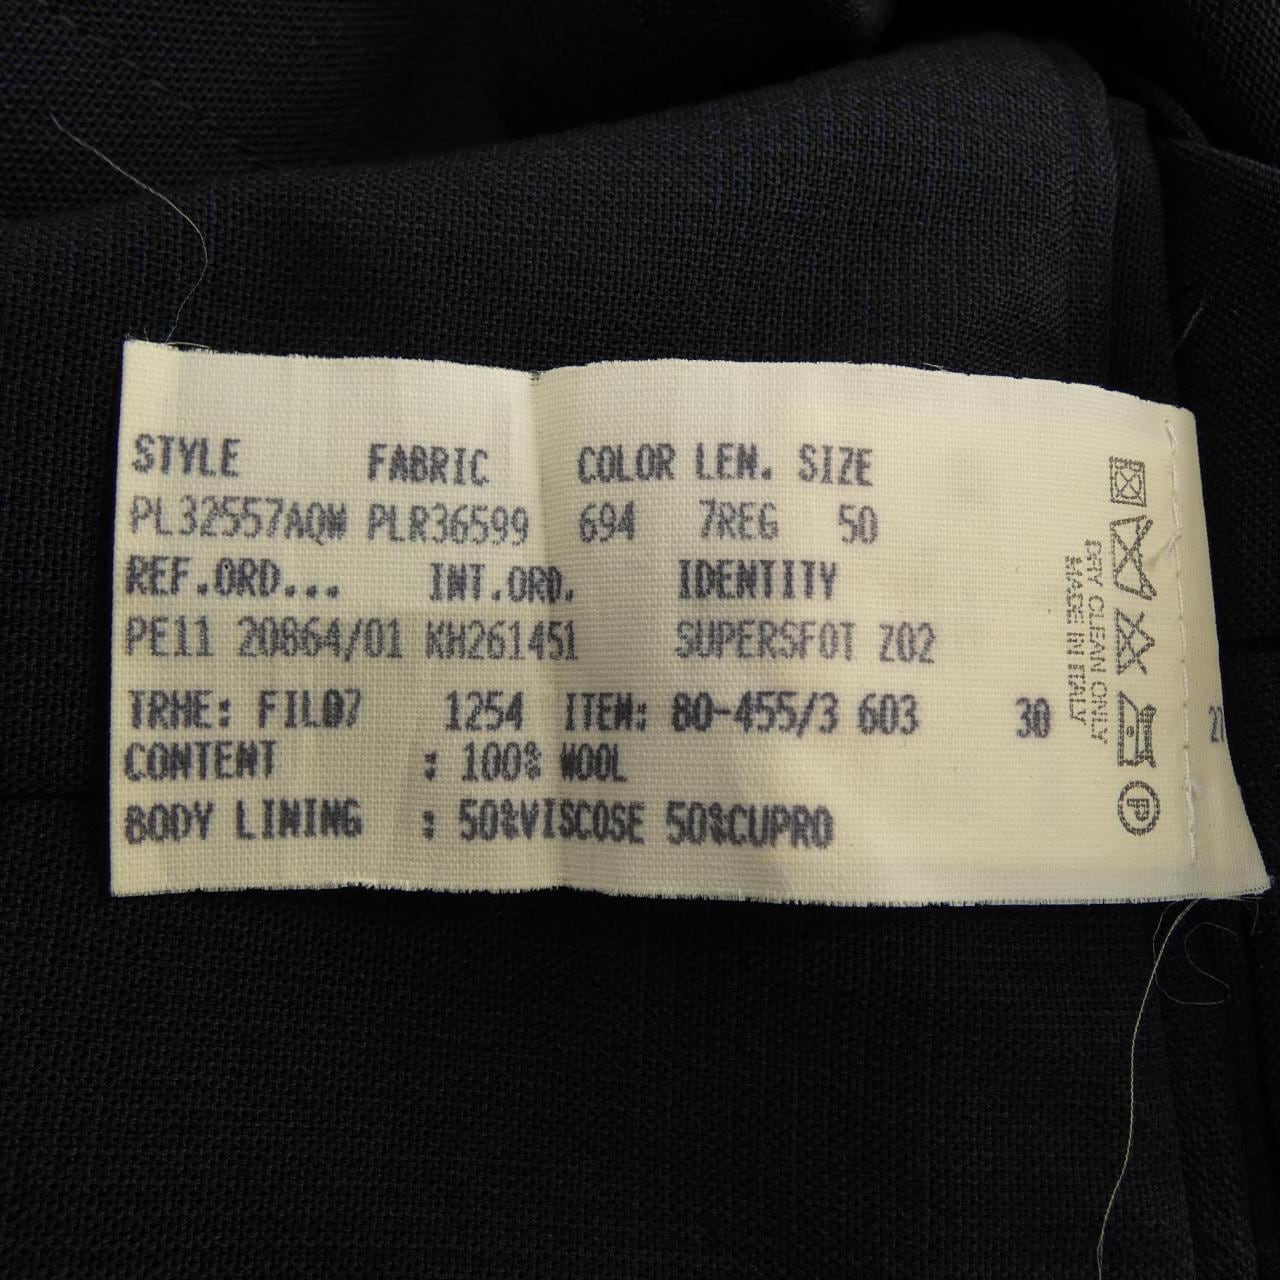 STYLE FABRIC COLOR LEN. SIZE
PL32557AQW PLR36599 694 7REG 50
REF.ORD... INT.ORD. IDENTITY
PE11 20864/01 KH261451 SUPERSFOT Z02
TRHE: FIL07 1254 ITEM: 80-455/3 603 30
CONTENT : 100% WOOL
BODY LINING : 50%VISCOSE 50%CUPRO
DRY CLEAN ONLY
MADE IN ITALY
P